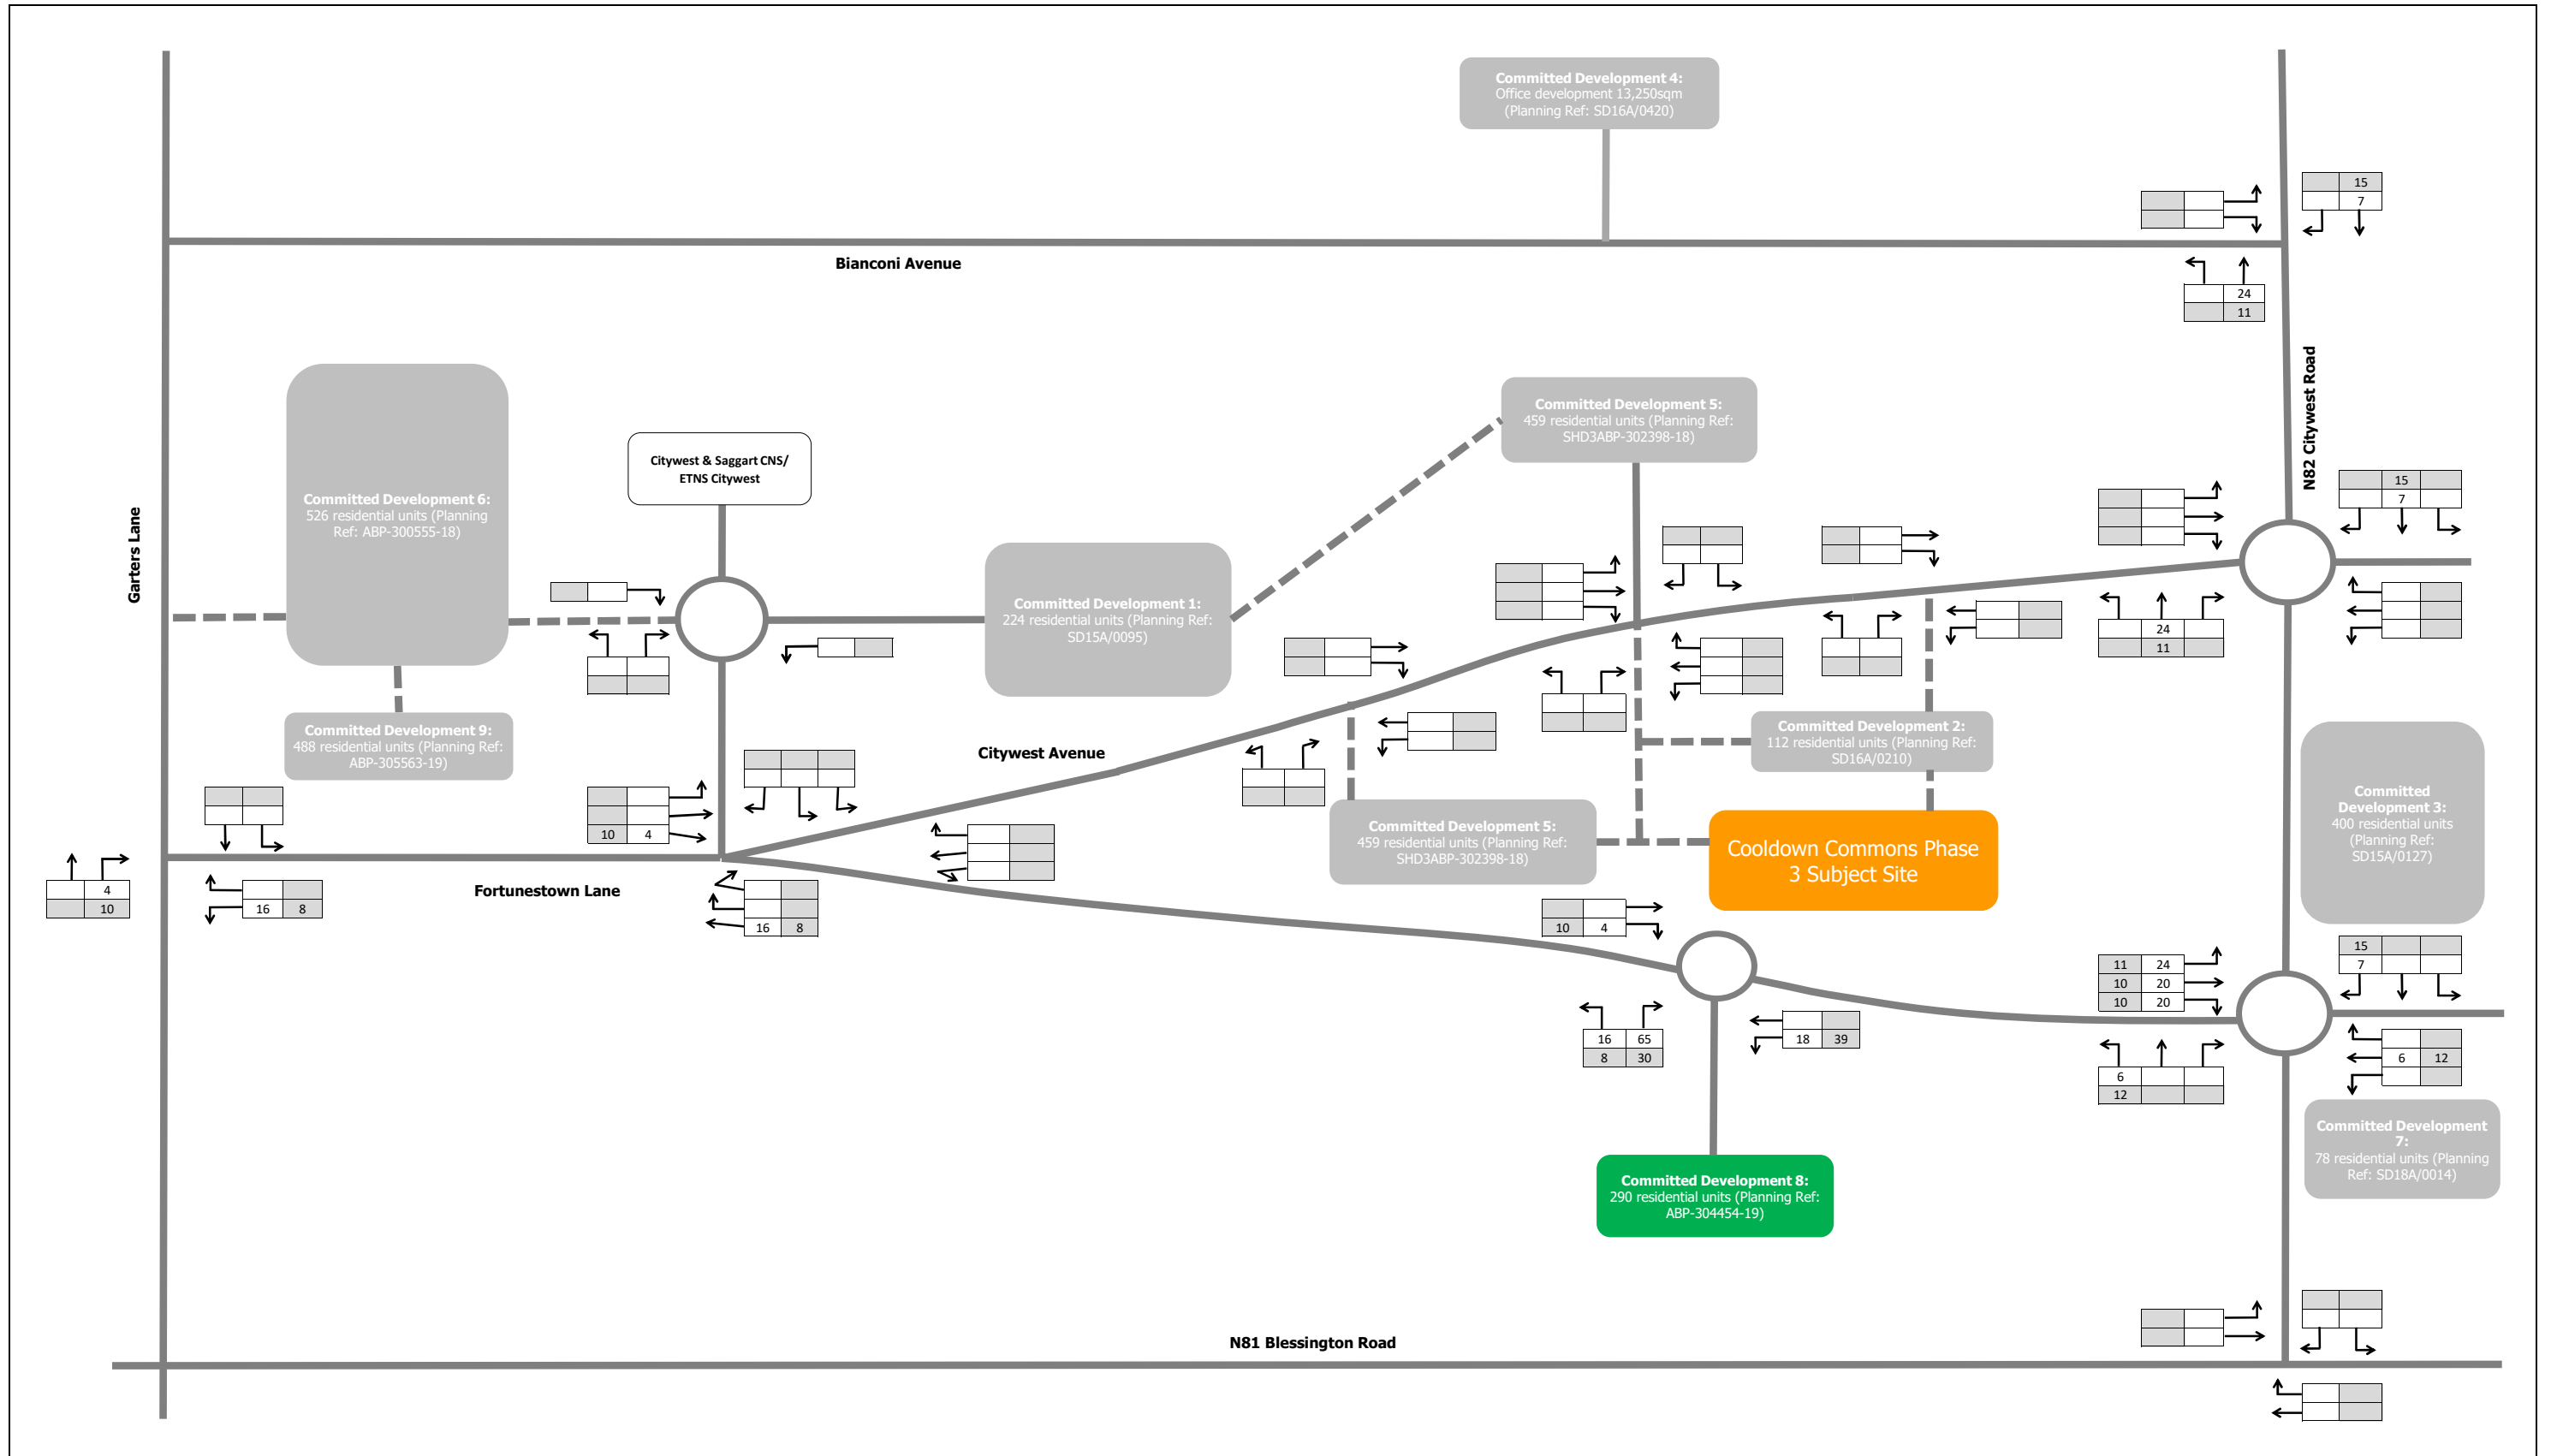 Committed Development 4:
Office development 13,250sqm
(Planning Ref: SD16A/0420)
15
7
Bianconi Avenue
24
11
N82 Citywest Road
Committed Development 5:
459 residential units (Planning Ref:
SHD3ABP-302398-18)
Citywest & Saggart CNS/
ETNS Citywest
Committed Development 6:
526 residential units (Planning
Ref: ABP-300555-18)
Garters Lane
15
7
Committed Development 1:
224 residential units (Planning Ref:
SD15A/0095)
24
11
Committed Development 9:
488 residential units (Planning Ref:
ABP-305563-19)
Citywest Avenue
Committed Development 2:
112 residential units (Planning Ref:
SD16A/0210)
Committed
Development 3:
400 residential units
(Planning Ref:
SD15A/0127)
10 4
Committed Development 5:
459 residential units (Planning Ref:
SHD3ABP-302398-18)
Cooldown Commons Phase
3 Subject Site
4
10
16 8
Fortunestown Lane
16 8
10 4
15
7
11 24
10 20
10 20
16 65
8 30
18 39
6 12
6
12
Committed Development
7:
78 residential units (Planning
Ref: SD18A/0014)
Committed Development 8:
290 residential units (Planning Ref:
ABP-304454-19)
N81 Blessington Road